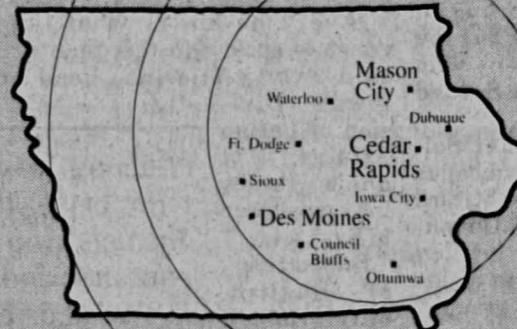 Mason
City
Waterloo
Dubuque
Ft. Dodge
Cedar
Rapids
Sioux
Iowa City
Des Moines
Council
Bluffs
Ottumwa